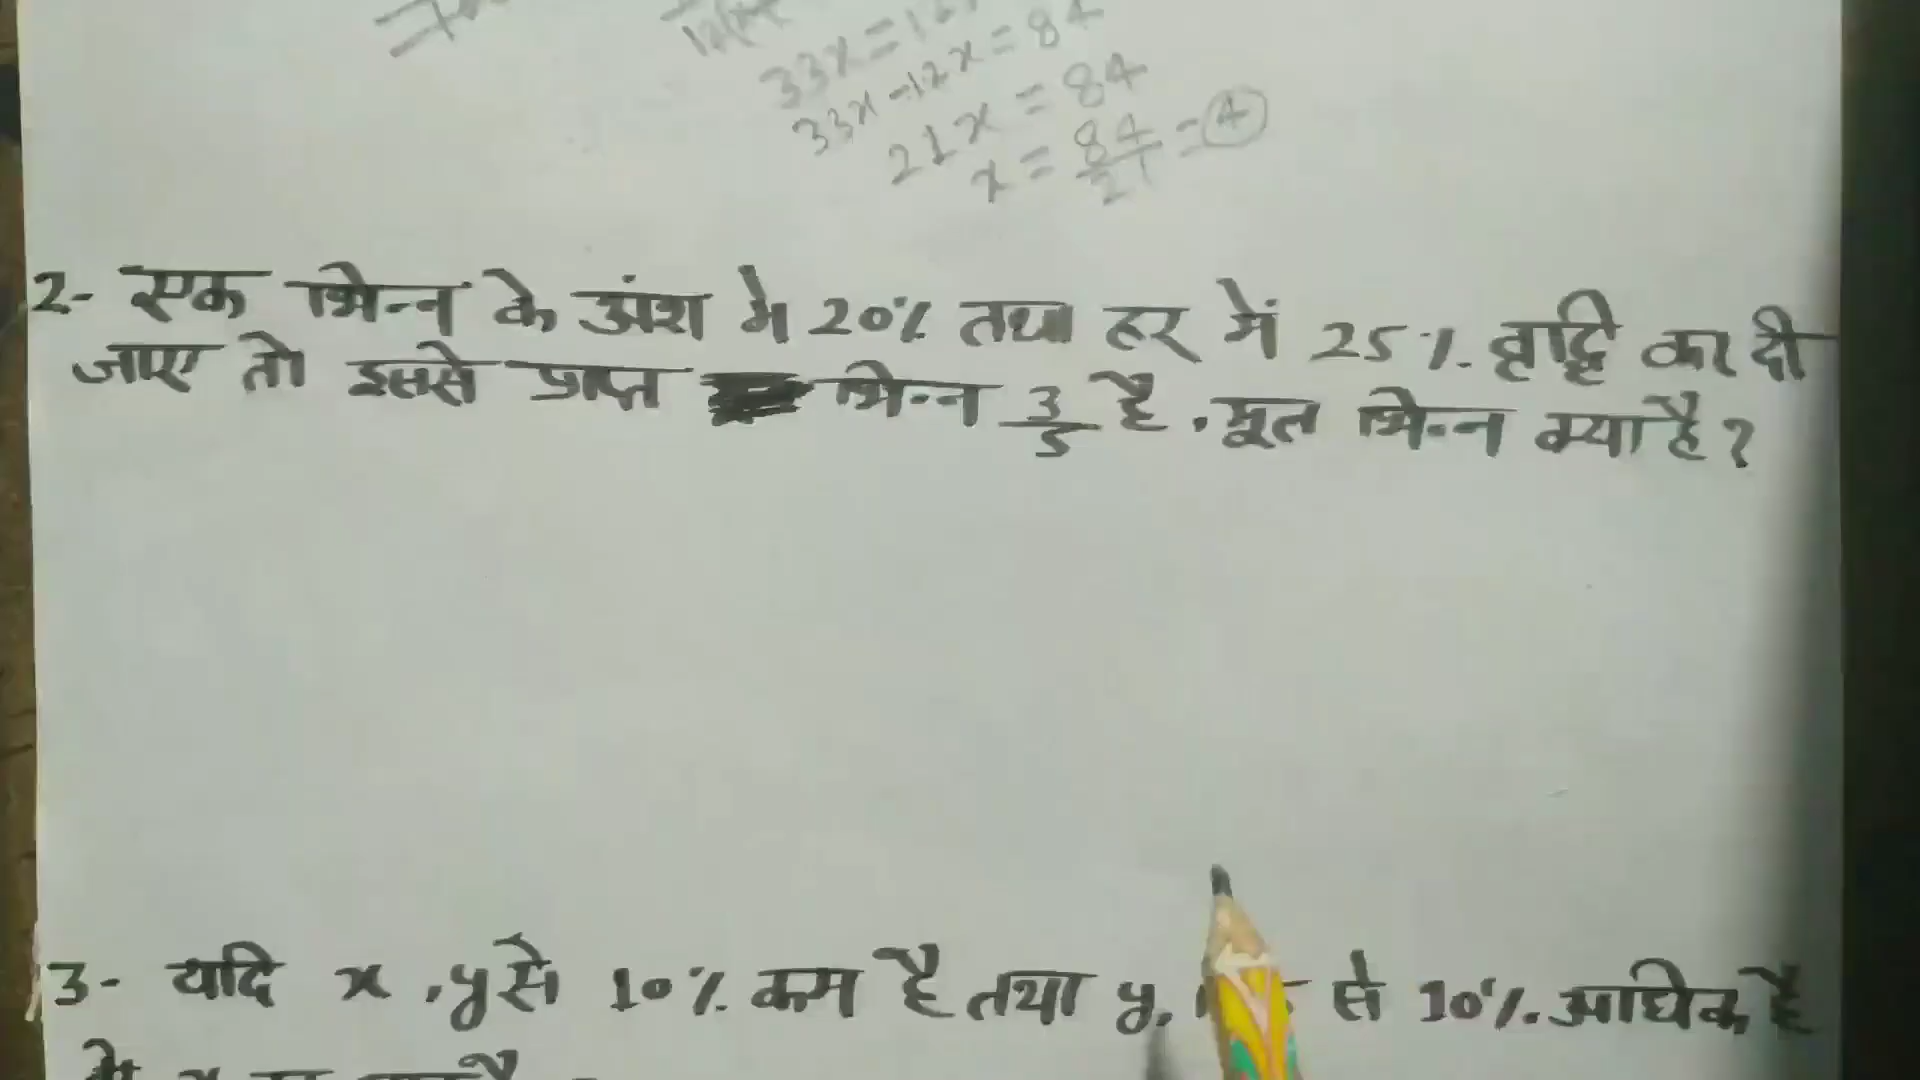 33x = 
33x - 12x = 84
21x = 84
x = 84/21 = 4
2- एक भिन्न के अंश मे 20% तथा हर में 25% वृद्धि कर दी
जाए तो इससे प्राप्त भिन्न 3/5 है . मूल भिन्न क्या है ?
3- यदि x , y से 10% कम है तथा y, से 10% अधिक है